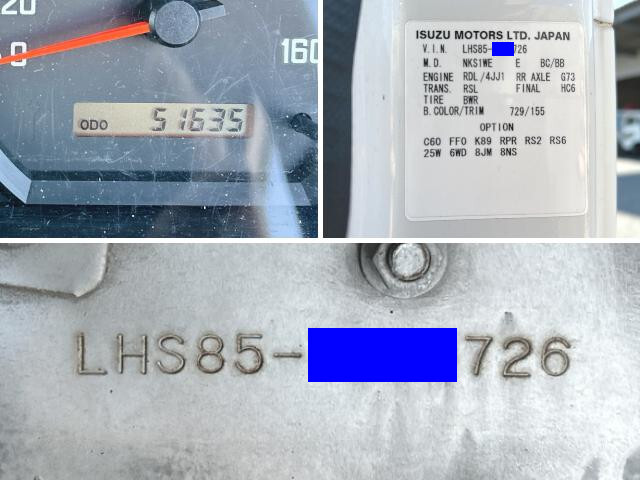 20
0
160
ODO 51635
ISUZU MOTORS LTD. JAPAN
V.I.N. LHS85- 726
M.D. NKS1WE E BC/BB
ENGINE RDL/4JJ1 RR AXLE G73
TRANS. RSL FINAL HC6
TIRE BWR
B.COLOR/TRIM 729/155
OPTION
C60 FF0 K89 RPR RS2 RS6
25W 6WD 8JM 8NS
LHS85- 726